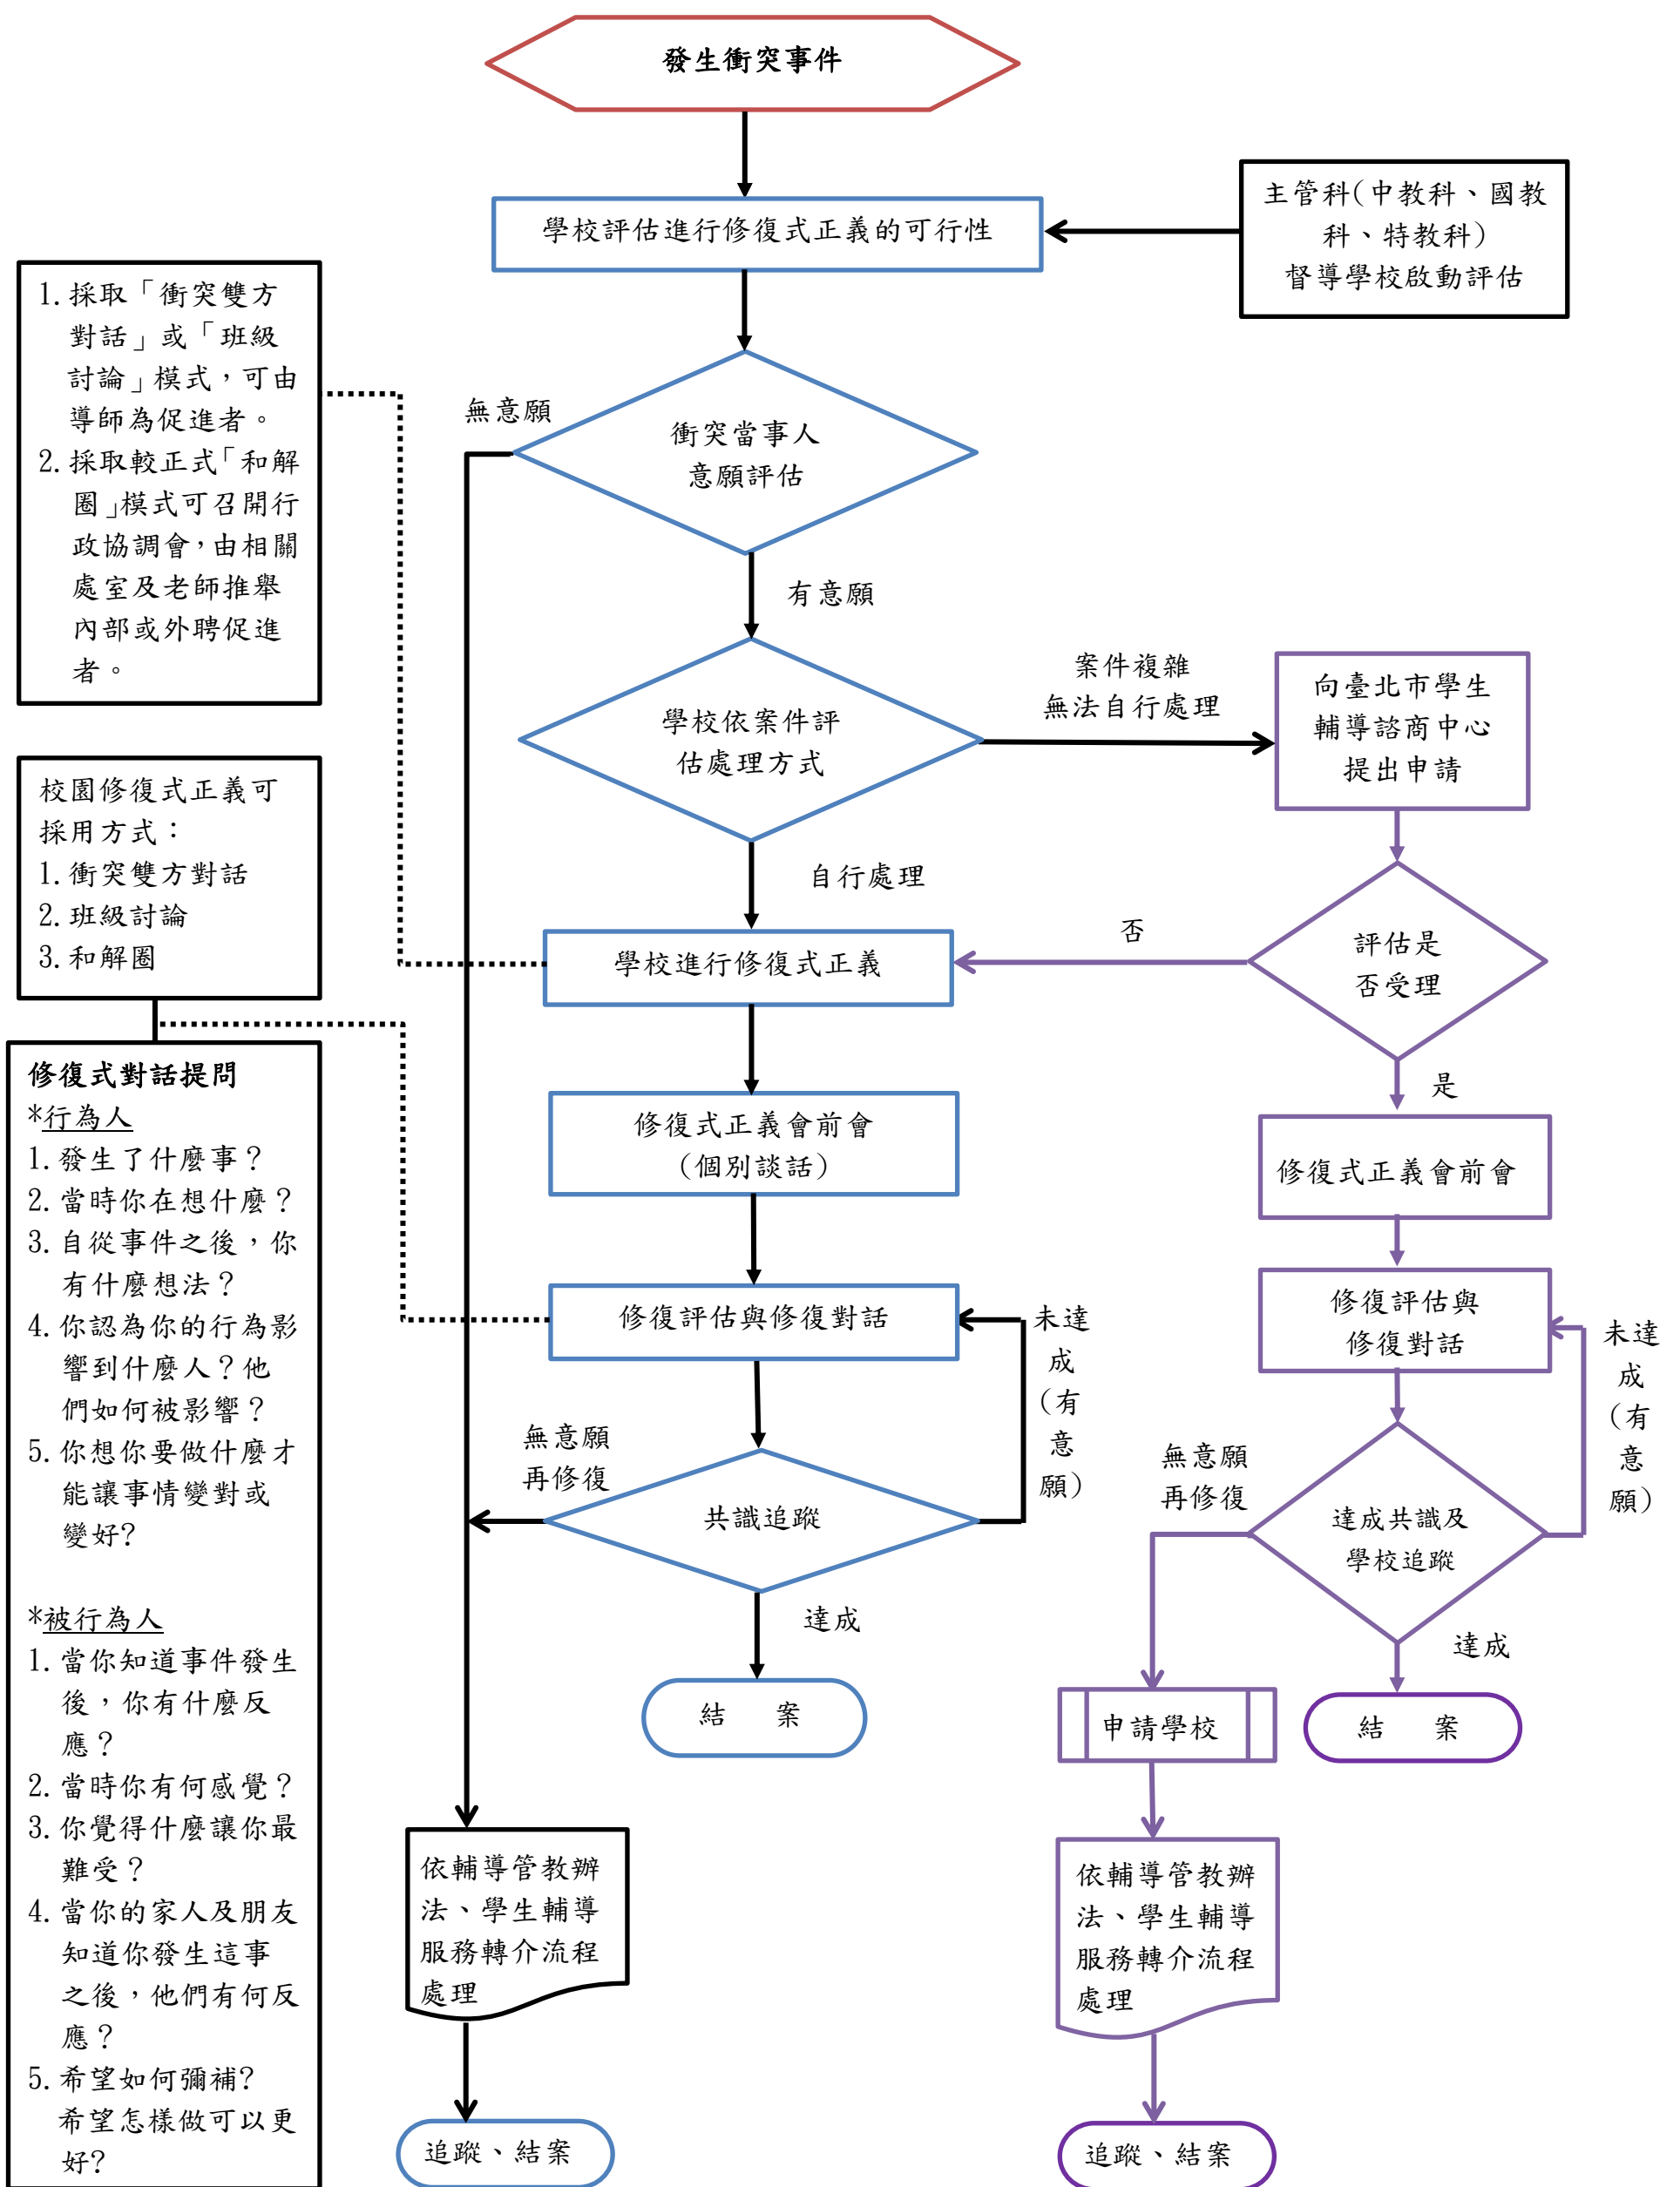 發生衝突事件
學校評估進行修復式正義的可行性
主管科(中教科、國教
科、特教科)
督導學校啟動評估
1.採取「衝突雙方
對話」或「班級
討論」模式，可由
導師為促進者。
2.採取較正式「和解
圈」模式可召開行
政協調會，由相關
處室及老師推舉
內部或外聘促進
者。
無意願
衝突當事人
意願評估
有意願
學校依案件評
估處理方式
案件複雜
無法自行處理
向臺北市學生
輔導諮商中心
提出申請
校園修復式正義可
採用方式：
1.衝突雙方對話
2.班級討論
3.和解圈
自行處理
否
評估是
否受理
學校進行修復式正義
是
修復式對話提問
*行為人
1.發生了什麼事？
2.當時你在想什麼？
3.自從事件之後，你
有什麼想法？
4.你認為你的行為影
響到什麼人？他
們如何被影響？
5.你想你要做什麼才
能讓事情變對或
變好?
*被行為人
1.當你知道事件發生
後，你有什麼反
應？
2.當時你有何感覺？
3.你覺得什麼讓你最
難受？
4.當你的家人及朋友
知道你發生這事
之後，他們有何反
應？
5.希望如何彌補?
希望怎樣做可以更
好?
修復式正義會前會
(個別談話)
修復式正義會前會
修復評估與修復對話
未達
成
(有
意
願)
修復評估與
修復對話
未達
成
(有
意
願)
無意願
再修復
共識追蹤
達成
結　案
無意願
再修復
達成共識及
學校追蹤
達成
申請學校
結　案
依輔導管教辦
法、學生輔導
服務轉介流程
處理
依輔導管教辦
法、學生輔導
服務轉介流程
處理
追蹤、結案
追蹤、結案